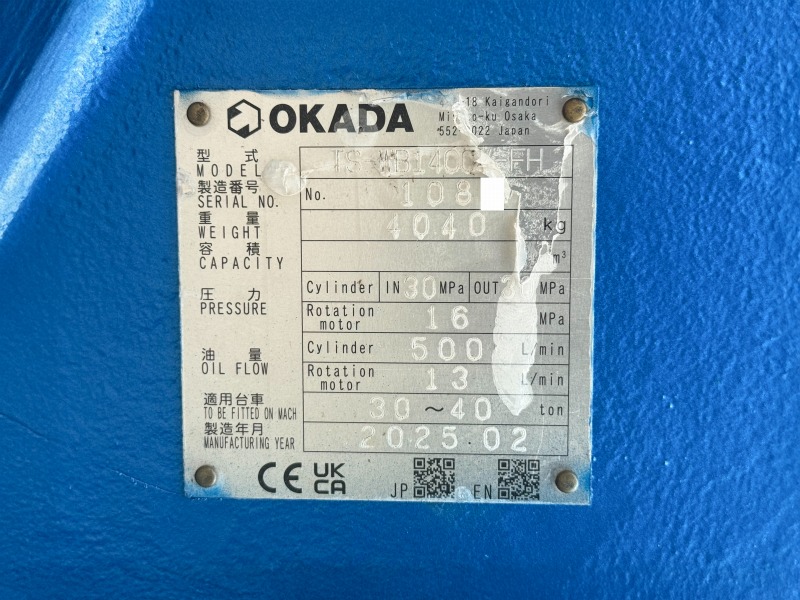 OKADA
18 Kaigandori
Osaka
Japan
型式
MODEL
製造番号
SERIAL NO. No. 108
重量
WEIGHT 4040 kg
容積
CAPACITY m³
圧力
PRESSURE
Cylinder IN 30 MPa OUT MPa
Rotation motor 16 MPa
油量
OIL FLOW
Cylinder 500 L/min
Rotation motor 13 L/min
適用台車
TO BE FITTED ON MACH 30～40 ton
製造年月
MANUFACTURING YEAR 2025.02
CE UK CA JP EN